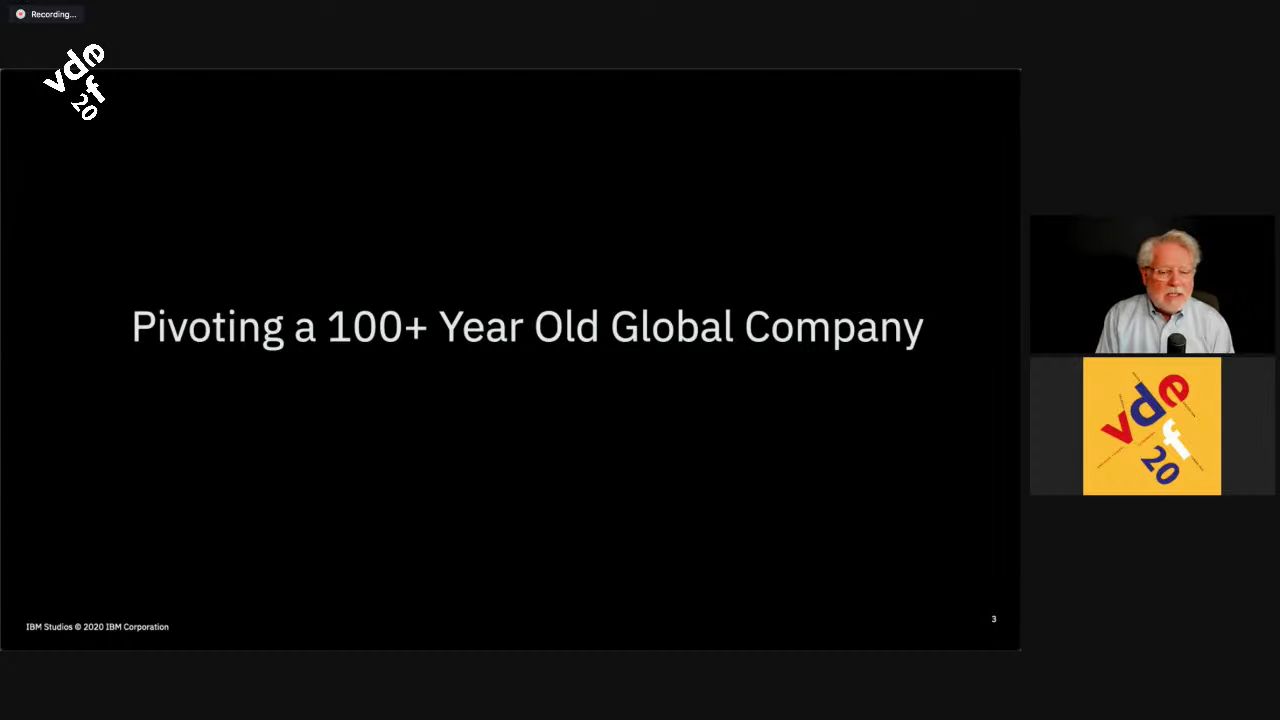 Recording...
vdef
20
Pivoting a 100+ Year Old Global Company
vdef
20
IBM Studios © 2020 IBM Corporation
3